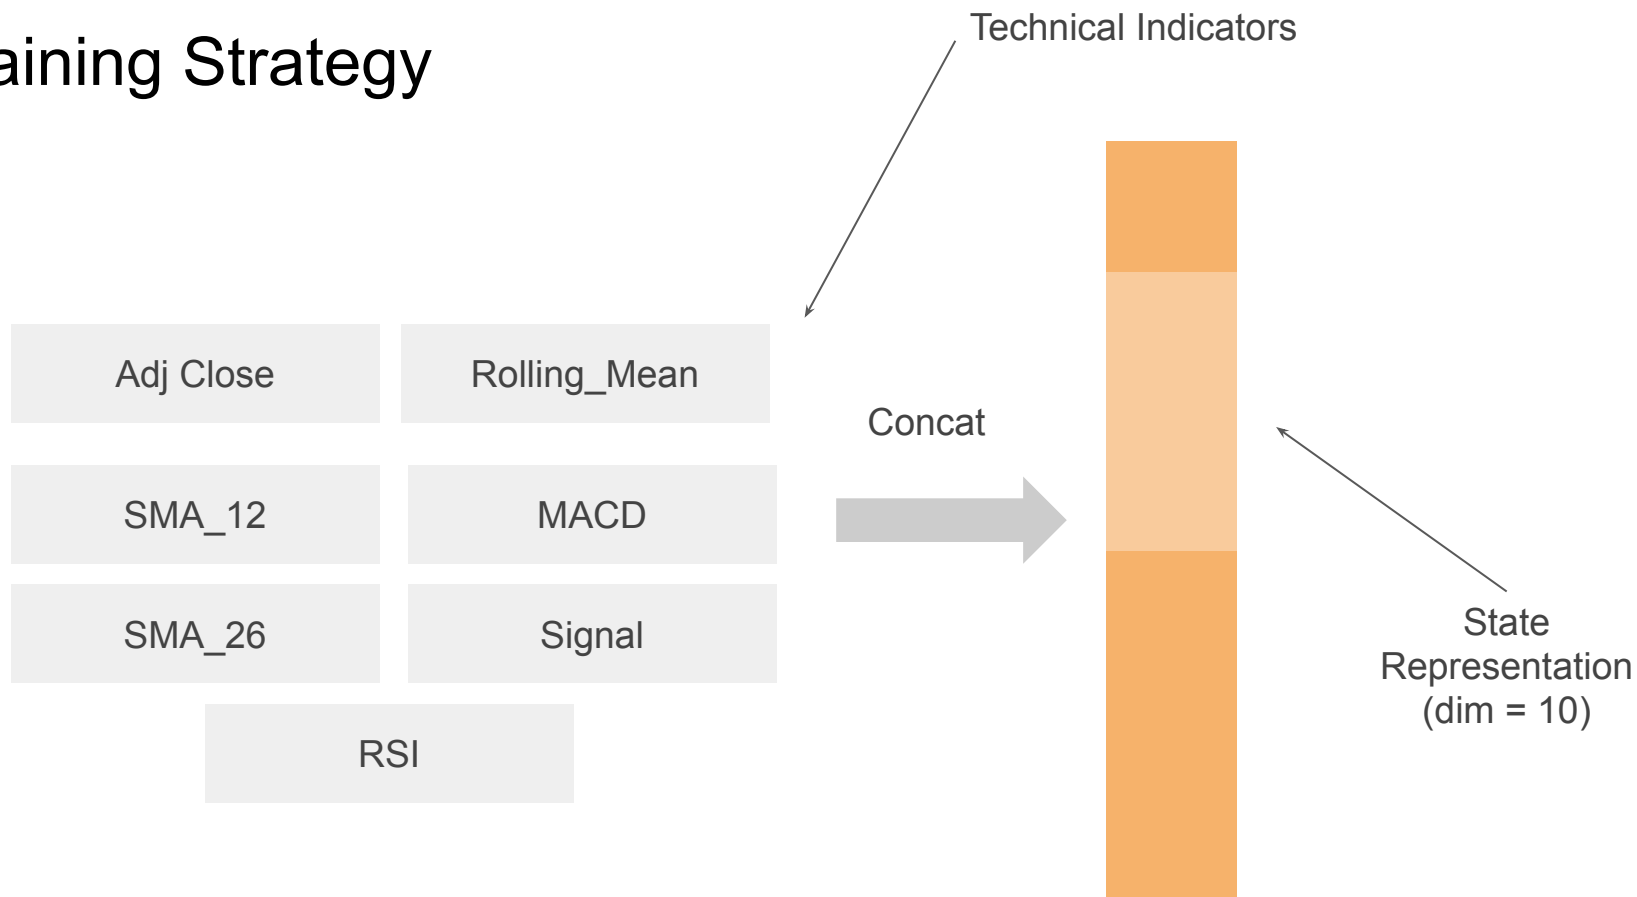 Technical Indicators
aining Strategy
Adj Close
Rolling_Mean
Concat
SMA_12
MACD
SMA_26
Signal
State
Representation
(dim = 10)
RSI